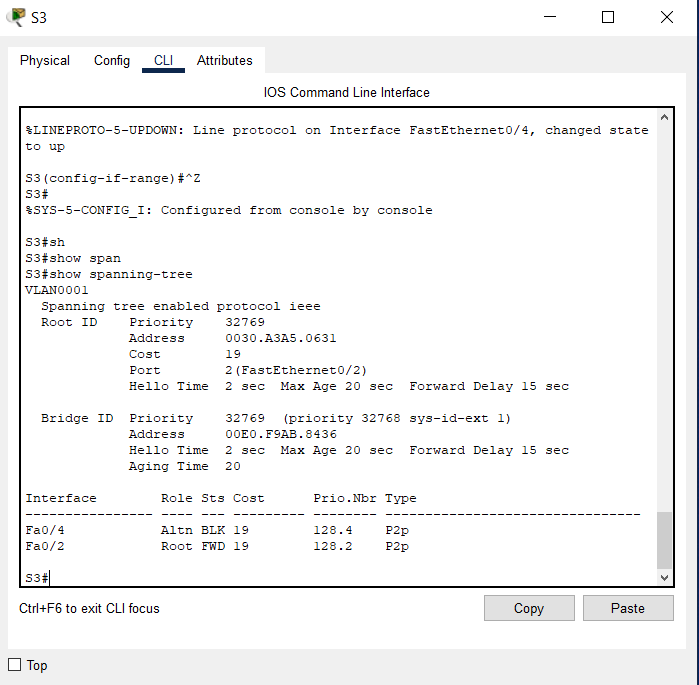 S3
Physical Config CLI Attributes
IOS Command Line Interface
%LINEPROTO-5-UPDOWN: Line protocol on Interface FastEthernet0/4, changed state
to up
S3(config-if-range)#^Z
S3#
%SYS-5-CONFIG_I: Configured from console by console
S3#sh
S3#show span
S3#show spanning-tree
VLAN0001
  Spanning tree enabled protocol ieee
  Root ID    Priority    32769
             Address     0030.A3A5.0631
             Cost        19
             Port        2(FastEthernet0/2)
             Hello Time  2 sec  Max Age 20 sec  Forward Delay 15 sec
  Bridge ID  Priority    32769  (priority 32768 sys-id-ext 1)
             Address     00E0.F9AB.8436
             Hello Time  2 sec  Max Age 20 sec  Forward Delay 15 sec
             Aging Time  20
Interface        Role Sts Cost      Prio.Nbr Type
---------------- ---- --- --------- -------- --------------------------------
Fa0/4            Altn BLK 19        128.4    P2p
Fa0/2            Root FWD 19        128.2    P2p
S3#
Ctrl+F6 to exit CLI focus
Copy Paste
Top